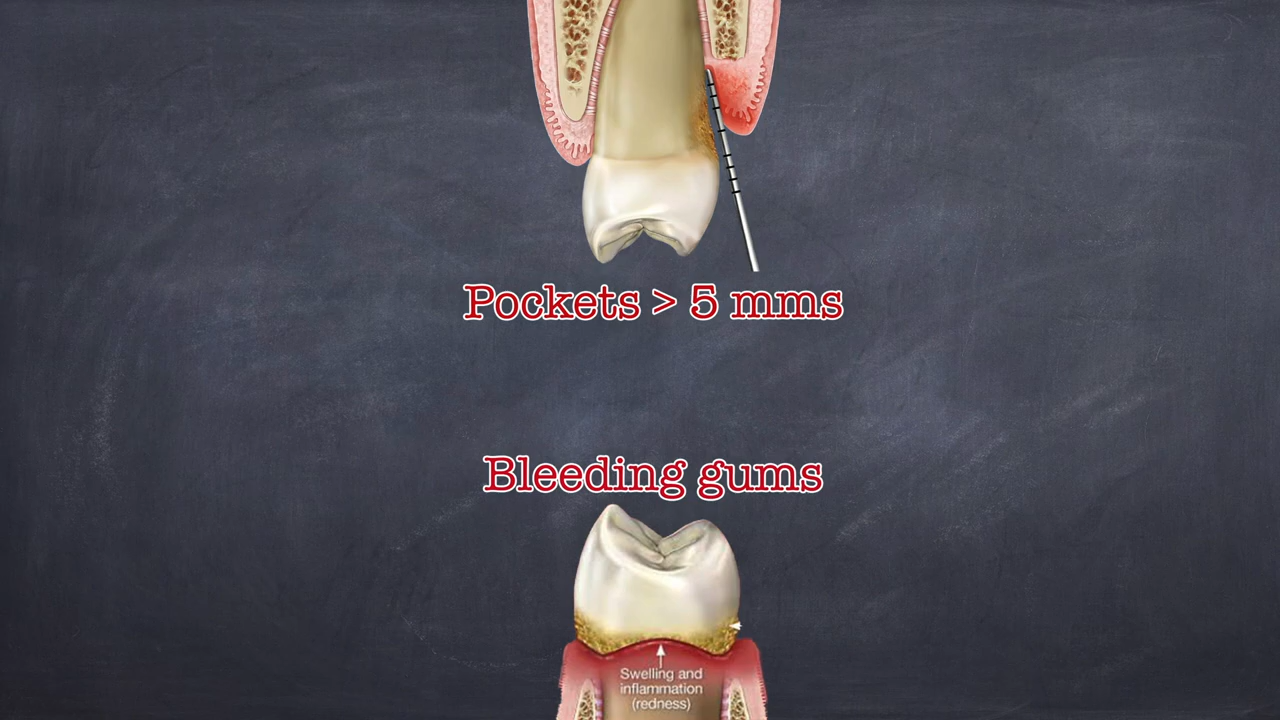 Pockets > 5 mms
Bleeding gums
Swelling and
inflammation
(redness)